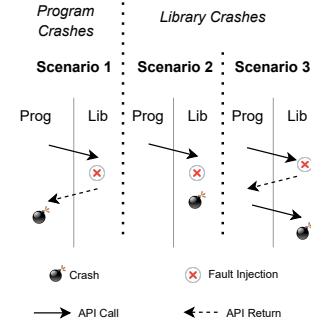 Program
Crashes
Library Crashes
Scenario 1
Scenario 2
Scenario 3
Prog Lib
Prog Lib
Prog Lib
Crash
Fault Injection
API Call
API Return